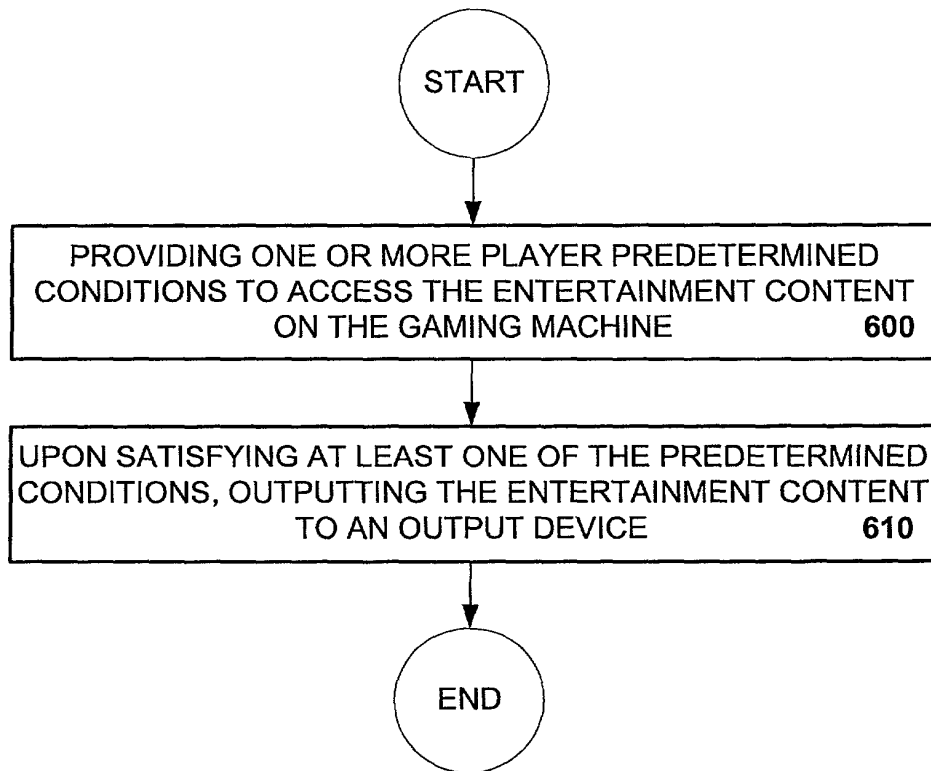 START
PROVIDING ONE OR MORE PLAYER PREDETERMINED
CONDITIONS TO ACCESS THE ENTERTAINMENT CONTENT
ON THE GAMING MACHINE 600
UPON SATISFYING AT LEAST ONE OF THE PREDETERMINED
CONDITIONS, OUTPUTTING THE ENTERTAINMENT CONTENT
TO AN OUTPUT DEVICE 610
END